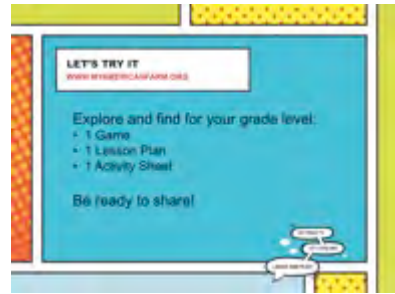 LET'S TRY IT
WWW.MYAMERICANFARM.ORG
Explore and find for your grade level:
• 1 Game
• 1 Lesson Plan
• 1 Activity Sheet
Be ready to share!